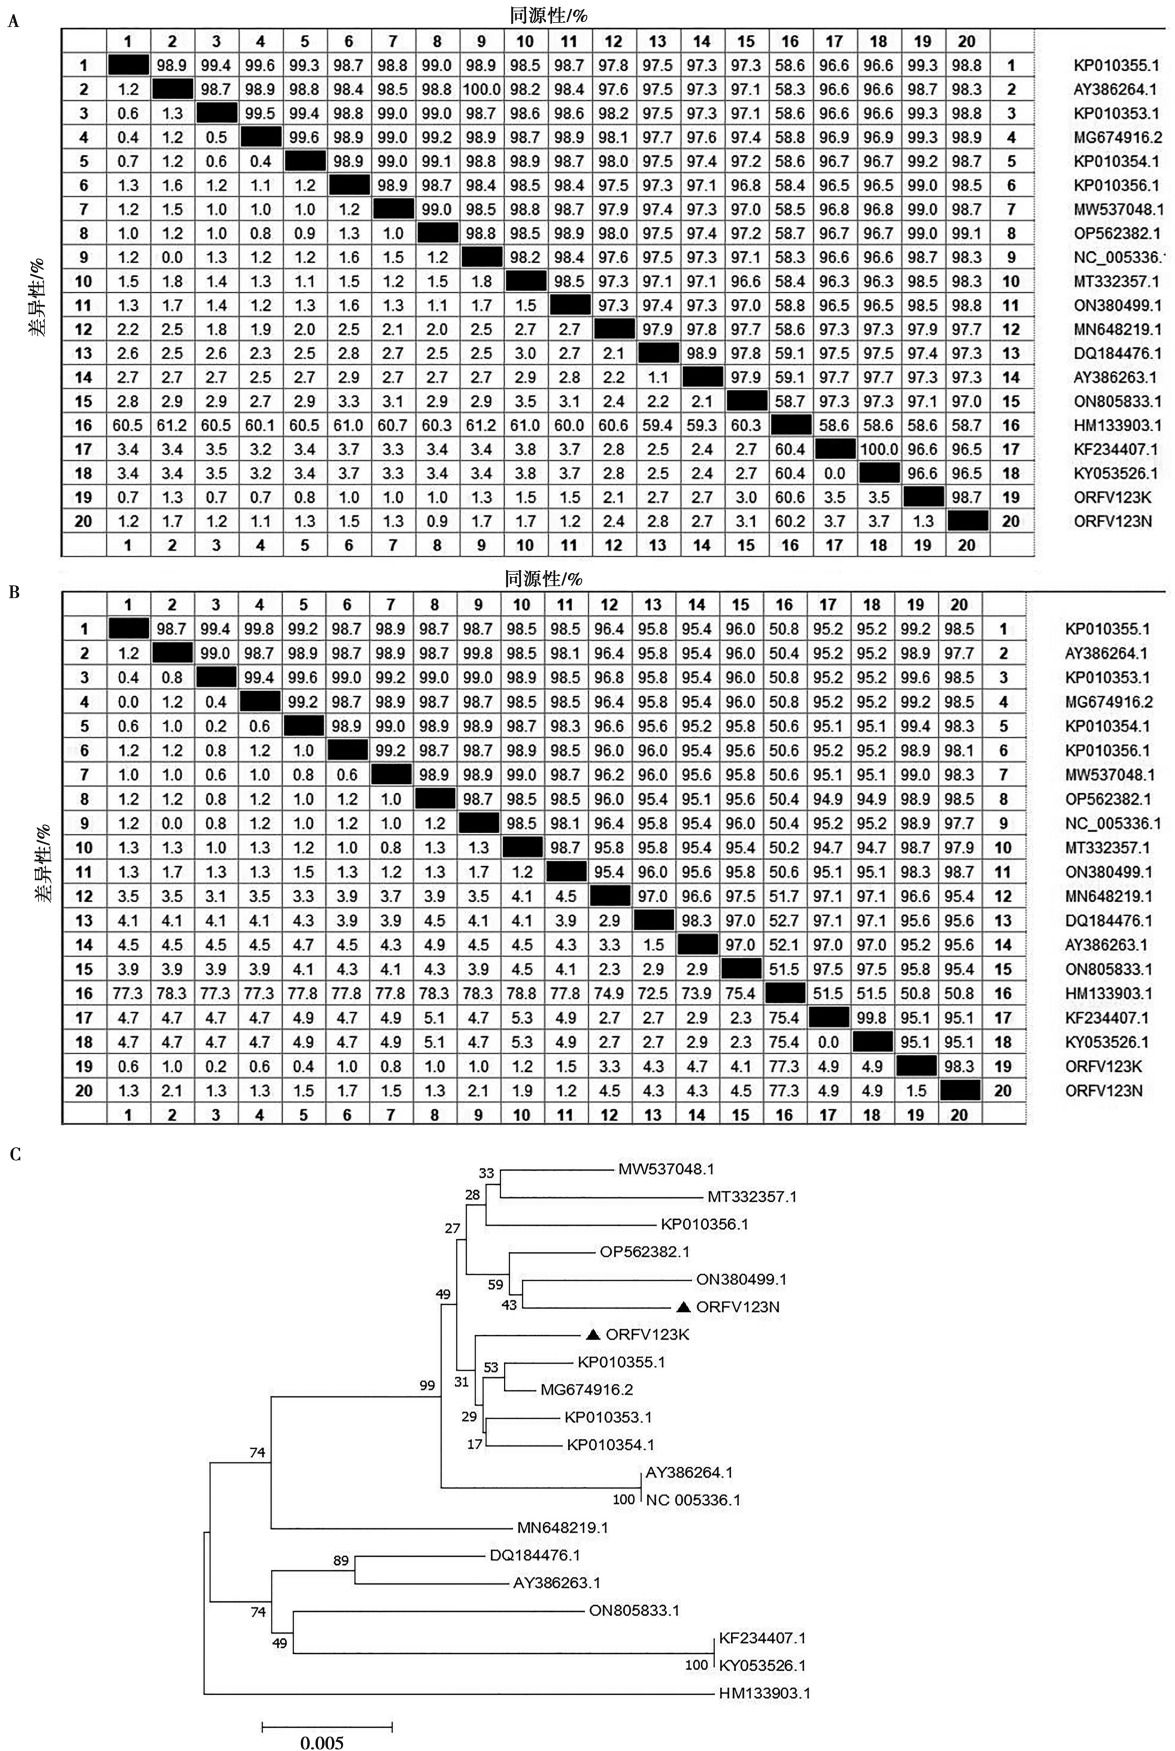 A
同源性/%
1 2 3 4 5 6 7 8 9 10 11 12 13 14 15 16 17 18 19 20
1 98.9 99.4 99.6 99.3 98.7 98.8 99.0 98.9 98.5 98.7 97.8 97.5 97.3 97.3 58.6 96.6 96.6 99.3 98.8 1 KP010355.1
2 1.2 98.7 98.9 98.8 98.4 98.5 98.8 100.0 98.2 98.4 97.6 97.5 97.3 97.1 58.3 96.6 96.6 98.7 98.3 2 AY386264.1
3 0.6 1.3 99.5 99.4 98.8 99.0 99.0 98.7 98.6 98.6 98.2 97.5 97.3 97.1 58.6 96.6 96.6 99.3 98.8 3 KP010353.1
4 0.4 1.2 0.5 99.6 98.9 99.0 99.2 98.9 98.7 98.9 98.1 97.7 97.6 97.4 58.8 96.9 96.9 99.3 98.9 4 MG674916.2
5 0.7 1.2 0.6 0.4 98.9 99.0 99.1 98.8 98.9 98.7 98.0 97.5 97.4 97.2 58.6 96.7 96.7 99.2 98.7 5 KP010354.1
6 1.3 1.6 1.2 1.1 1.2 98.9 98.7 98.4 98.5 98.4 97.5 97.3 97.1 96.8 58.4 96.5 96.5 99.0 98.5 6 KP010356.1
7 1.2 1.5 1.0 1.0 1.0 1.2 99.0 98.5 98.8 98.7 97.9 97.4 97.3 97.0 58.5 96.8 96.8 99.0 98.7 7 MW537048.1
8 1.0 1.2 1.0 0.8 0.9 1.3 1.0 98.8 98.5 98.9 98.0 97.5 97.4 97.2 58.7 96.7 96.7 99.0 99.1 8 OP562382.1
9 1.2 0.0 1.3 1.2 1.2 1.6 1.5 1.2 98.2 98.4 97.6 97.5 97.3 97.1 58.3 96.6 96.6 98.7 98.3 9 NC_005336.
10 1.5 1.8 1.4 1.3 1.1 1.5 1.2 1.5 1.8 98.5 97.3 97.1 97.1 96.6 58.4 96.3 96.3 98.5 98.3 10 MT332357.1
11 1.3 1.7 1.4 1.2 1.3 1.6 1.3 1.1 1.7 1.5 97.3 97.4 97.3 97.0 58.8 96.5 96.5 98.5 98.8 11 ON380499.1
12 2.2 2.5 1.8 1.9 2.0 2.5 2.1 2.0 2.5 2.7 2.7 97.9 97.8 97.7 58.6 97.3 97.3 97.9 97.7 12 MN648219.1
13 2.6 2.5 2.6 2.3 2.5 2.8 2.7 2.5 2.5 3.0 2.7 2.1 98.9 97.8 59.1 97.5 97.5 97.4 97.3 13 DQ184476.1
14 2.7 2.7 2.7 2.5 2.7 2.9 2.7 2.7 2.7 2.9 2.8 2.2 1.1 97.9 59.1 97.7 97.7 97.3 97.3 14 AY386263.1
15 2.8 2.9 2.9 2.7 2.9 3.3 3.1 2.9 2.9 3.5 3.1 2.4 2.2 2.1 58.7 97.3 97.3 97.1 97.0 15 ON805833.1
16 60.5 61.2 60.5 60.1 60.5 61.0 60.7 60.3 61.2 61.0 60.0 60.6 59.4 59.3 60.3 58.6 58.6 58.6 58.7 16 HM133903.1
17 3.4 3.4 3.5 3.2 3.4 3.7 3.3 3.4 3.4 3.8 3.7 2.8 2.5 2.4 2.7 60.4 100.0 96.6 96.5 17 KF234407.1
18 3.4 3.4 3.5 3.2 3.4 3.7 3.3 3.4 3.4 3.8 3.7 2.8 2.5 2.4 2.7 60.4 0.0 96.6 96.5 18 KY053526.1
19 0.7 1.3 0.7 0.7 0.8 1.0 1.0 1.0 1.3 1.5 1.5 2.1 2.7 2.7 3.0 60.6 3.5 3.5 98.7 19 ORFV123K
20 1.2 1.7 1.2 1.1 1.3 1.5 1.3 0.9 1.7 1.7 1.2 2.4 2.8 2.7 3.1 60.2 3.7 3.7 1.3 20 ORFV123N
1 2 3 4 5 6 7 8 9 10 11 12 13 14 15 16 17 18 19 20
差异性/%
B
同源性/%
1 2 3 4 5 6 7 8 9 10 11 12 13 14 15 16 17 18 19 20
1 98.7 99.4 99.8 99.2 98.7 98.9 98.7 98.7 98.5 98.5 96.4 95.8 95.4 96.0 50.8 95.2 95.2 99.2 98.5 1 KP010355.1
2 1.2 99.0 98.7 98.9 98.7 98.9 98.7 99.8 98.5 98.1 96.4 95.8 95.4 96.0 50.4 95.2 95.2 98.9 97.7 2 AY386264.1
3 0.4 0.8 99.4 99.6 99.0 99.2 99.0 99.0 98.9 98.5 96.8 95.8 95.4 96.0 50.8 95.2 95.2 99.6 98.5 3 KP010353.1
4 0.0 1.2 0.4 99.2 98.7 98.9 98.7 98.7 98.5 98.5 96.4 95.8 95.4 96.0 50.8 95.2 95.2 99.2 98.5 4 MG674916.2
5 0.6 1.0 0.2 0.6 98.9 99.0 98.9 98.9 98.7 98.3 96.6 95.6 95.2 95.8 50.6 95.1 95.1 99.4 98.3 5 KP010354.1
6 1.2 1.2 0.8 1.2 1.0 99.2 98.7 98.7 98.9 98.5 96.0 96.0 95.4 95.6 50.6 95.2 95.2 98.9 98.1 6 KP010356.1
7 1.0 1.0 0.6 1.0 0.8 0.6 98.9 98.9 99.0 98.7 96.2 96.0 95.6 95.8 50.6 95.1 95.1 99.0 98.3 7 MW537048.1
8 1.2 1.2 0.8 1.2 1.0 1.2 1.0 98.7 98.5 98.5 96.0 95.4 95.1 95.6 50.4 94.9 94.9 98.9 98.5 8 OP562382.1
9 1.2 0.0 0.8 1.2 1.0 1.2 1.0 1.2 98.5 98.1 96.4 95.8 95.4 96.0 50.4 95.2 95.2 98.9 97.7 9 NC_005336.1
10 1.3 1.3 1.0 1.3 1.2 1.0 0.8 1.3 1.3 98.7 95.8 95.8 95.4 95.4 50.2 94.7 94.7 98.7 97.9 10 MT332357.1
11 1.3 1.7 1.3 1.3 1.5 1.3 1.2 1.3 1.7 1.2 95.4 96.0 95.6 95.8 50.6 95.1 95.1 98.3 98.7 11 ON380499.1
12 3.5 3.5 3.1 3.5 3.3 3.9 3.7 3.9 3.5 4.1 4.5 97.0 96.6 97.5 51.7 97.1 97.1 96.6 95.4 12 MN648219.1
13 4.1 4.1 4.1 4.1 4.3 3.9 3.9 4.5 4.1 4.1 3.9 2.9 98.3 97.0 52.7 97.1 97.1 95.6 95.6 13 DQ184476.1
14 4.5 4.5 4.5 4.5 4.7 4.5 4.3 4.9 4.5 4.5 4.3 3.3 1.5 97.0 52.1 97.0 97.0 95.2 95.6 14 AY386263.1
15 3.9 3.9 3.9 3.9 4.1 4.3 4.1 4.3 3.9 4.5 4.1 2.3 2.9 2.9 51.5 97.5 97.5 95.8 95.4 15 ON805833.1
16 77.3 78.3 77.3 77.3 77.8 77.8 77.8 78.3 78.3 78.8 77.8 74.9 72.5 73.9 75.4 51.5 51.5 50.8 50.8 16 HM133903.1
17 4.7 4.7 4.7 4.7 4.9 4.7 4.9 5.1 4.7 5.3 4.9 2.7 2.7 2.9 2.3 75.4 99.8 95.1 95.1 17 KF234407.1
18 4.7 4.7 4.7 4.7 4.9 4.7 4.9 5.1 4.7 5.3 4.9 2.7 2.7 2.9 2.3 75.4 0.0 95.1 95.1 18 KY053526.1
19 0.6 1.0 0.2 0.6 0.4 1.0 0.8 1.0 1.0 1.2 1.5 3.3 4.3 4.7 4.1 77.3 4.9 4.9 98.3 19 ORFV123K
20 1.3 2.1 1.3 1.3 1.5 1.7 1.5 1.3 2.1 1.9 1.2 4.5 4.3 4.3 4.5 77.3 4.9 4.9 1.5 20 ORFV123N
1 2 3 4 5 6 7 8 9 10 11 12 13 14 15 16 17 18 19 20
差异性/%
C
33 MW537048.1
28 MT332357.1
KP010356.1
27
OP562382.1
59 ON380499.1
49
43 ▲ ORFV123N
▲ ORFV123K
53 KP010355.1
31
99 MG674916.2
29 KP010353.1
17 KP010354.1
74
AY386264.1
100 NC 005336.1
MN648219.1
89 DQ184476.1
AY386263.1
74 ON805833.1
49 KF234407.1
100 KY053526.1
HM133903.1
0.005